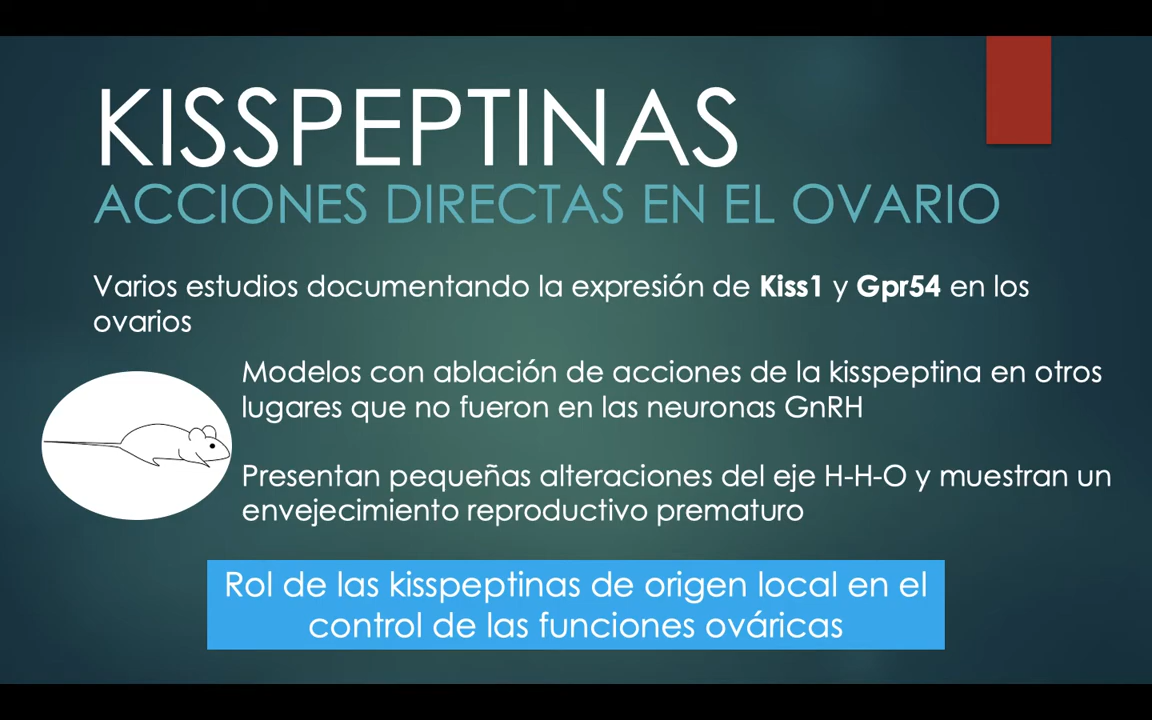 KISSPEPTINAS
ACCIONES DIRECTAS EN EL OVARIO
Varios estudios documentando la expresión de Kiss1 y Gpr54 en los
ovarios
Modelos con ablación de acciones de la kisspeptina en otros
lugares que no fueron en las neuronas GnRH
Presentan pequeñas alteraciones del eje H-H-O y muestran un
envejecimiento reproductivo prematuro
Rol de las kisspeptinas de origen local en el
control de las funciones ováricas